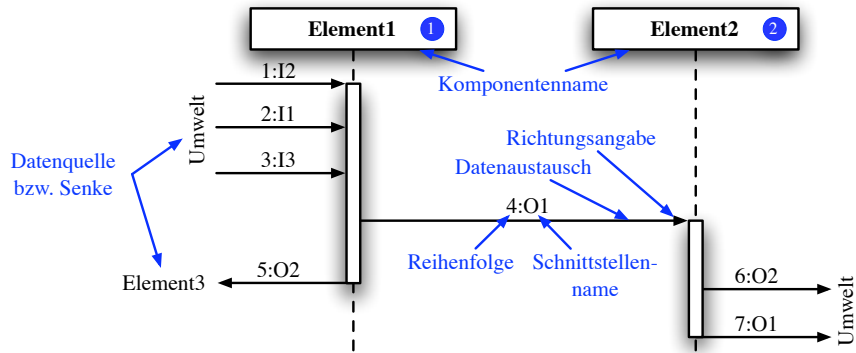 Element1 1
Element2 2
Komponentenname
1:I2
2:I1
3:I3
Umwelt
Datenquelle
bzw. Senke
Richtungsangabe
Datenaustausch
4:O1
Reihenfolge
Schnittstellen-
name
Element3
5:O2
6:O2
7:O1
Umwelt